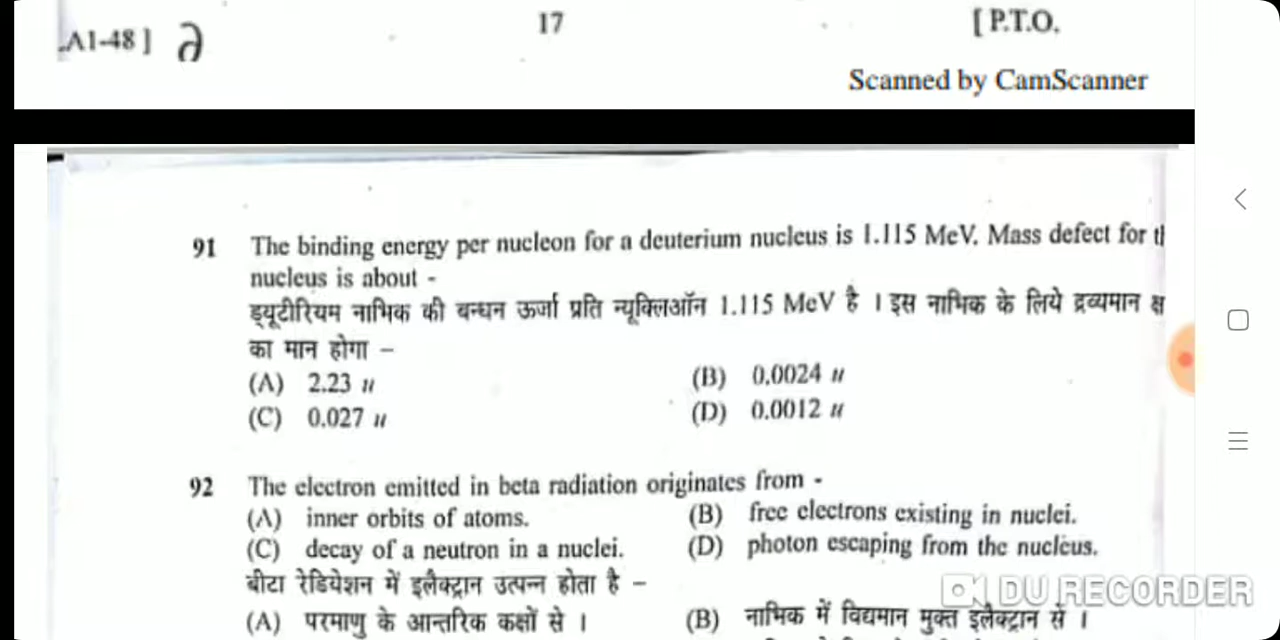 A1-48 ] a
17
[ P.T.O.
Scanned by CamScanner
91 The binding energy per nucleon for a deuterium nucleus is 1.115 MeV. Mass defect for
nucleus is about -
ड्यूटीरियम नाभिक की बन्धन ऊर्जा प्रति न्यूक्लिऑन 1.115 MeV है । इस नाभिक के लिये द्रव्यमान
का मान होगा –
(A) 2.23 u (B) 0.0024 u
(C) 0.027 u (D) 0.0012 u
92 The electron emitted in beta radiation originates from -
(A) inner orbits of atoms. (B) free electrons existing in nuclei.
(C) decay of a neutron in a nuclei. (D) photon escaping from the nucleus.
बीटा रेडियेशन में इलैक्ट्रान उत्पन्न होता है –
(A) परमाणु के आन्तरिक कक्षों से । (B) नाभिक में विद्यमान मुक्त इलैक्ट्रान से ।
DU RECORDER